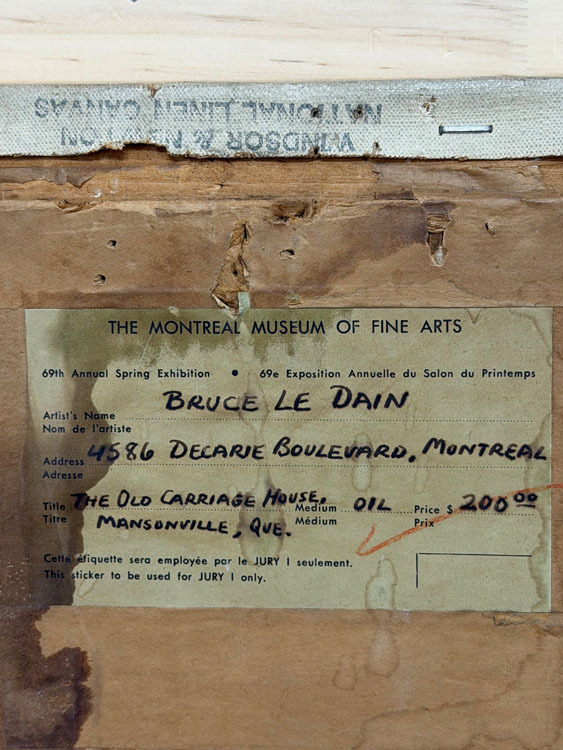 WINDSOR & NEWTON
NATIONAL LINEN CANVAS
THE MONTREAL MUSEUM OF FINE ARTS
69th Annual Spring Exhibition • 69e Exposition Annuelle du Salon du Printemps
Artist's Name BRUCE LE DAIN
Nom de l'artiste
Address 4586 DECARIE BOULEVARD, MONTREAL
Adresse
Title THE OLD CARRIAGE HOUSE, Medium OIL Price $ 200 00
Titre MANSONVILLE, QUE. Médium Prix
Cette étiquette sera employée par le JURY I seulement.
This sticker to be used for JURY I only.